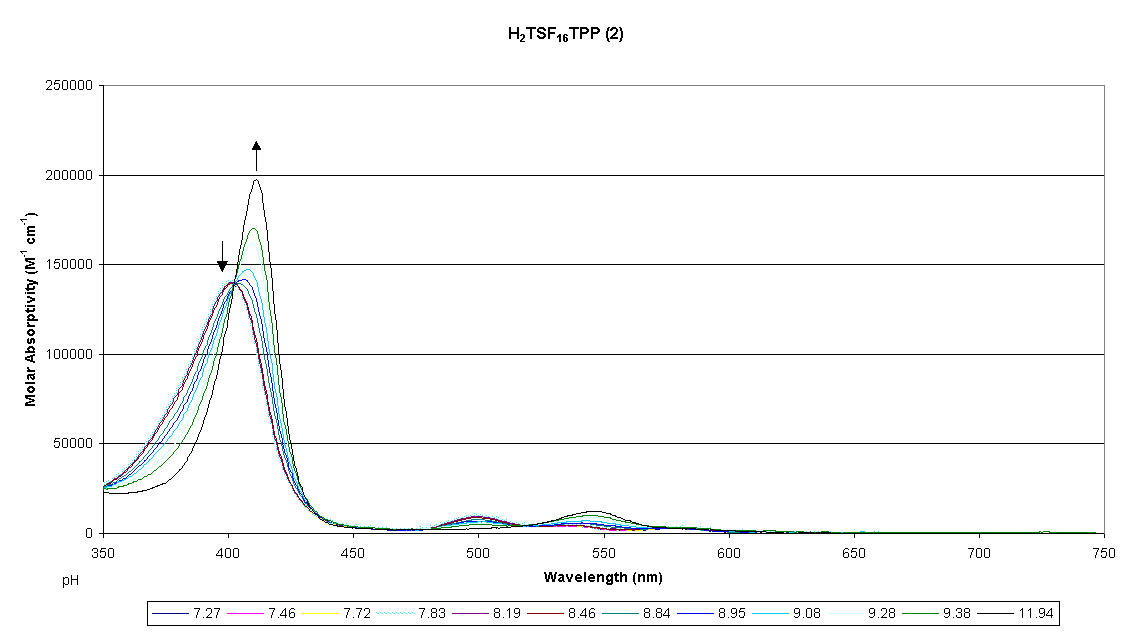 H₂TSF₁₆TPP (2)
Molar Absorptivity (M⁻¹ cm⁻¹)
250000
200000
150000
100000
50000
0
350 400 450 500 550 600 650 700 750
pH
Wavelength (nm)
7.27 7.46 7.72 7.83 8.19 8.46 8.84 8.95 9.08 9.28 9.38 11.94